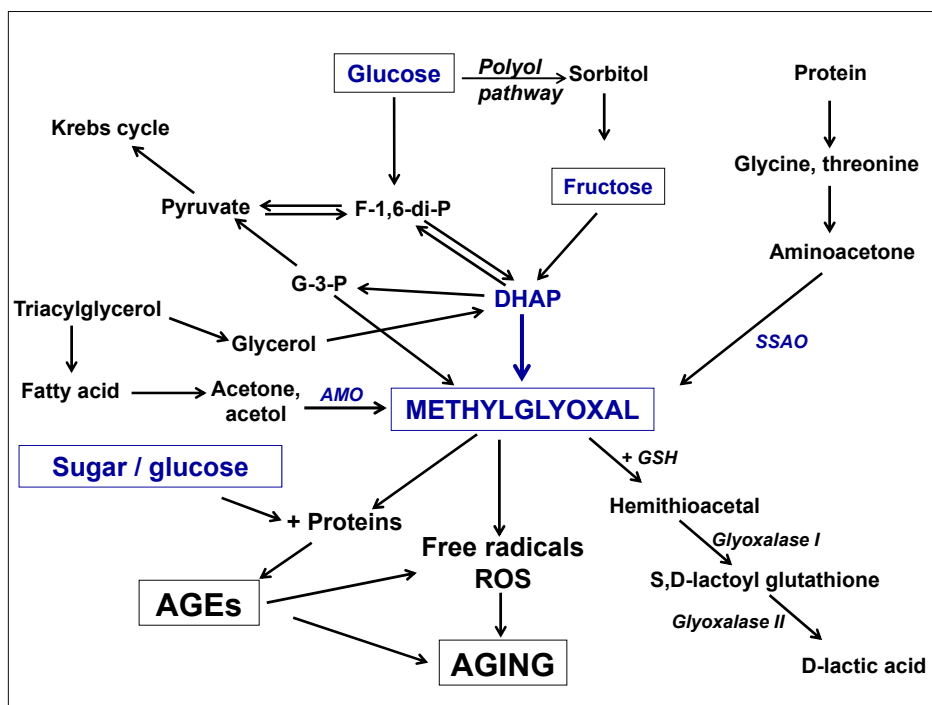 Glucose
Polyol
pathway
Sorbitol
Protein
Krebs cycle
Glycine, threonine
Fructose
Pyruvate
F-1,6-di-P
Aminoacetone
G-3-P
DHAP
Triacylglycerol
Glycerol
SSAO
Fatty acid
Acetone,
acetol
AMO
METHYLGLYOXAL
Sugar / glucose
+ GSH
Hemithioacetal
+ Proteins
Glyoxalase I
Free radicals
ROS
S,D-lactoyl glutathione
AGEs
Glyoxalase II
AGING
D-lactic acid